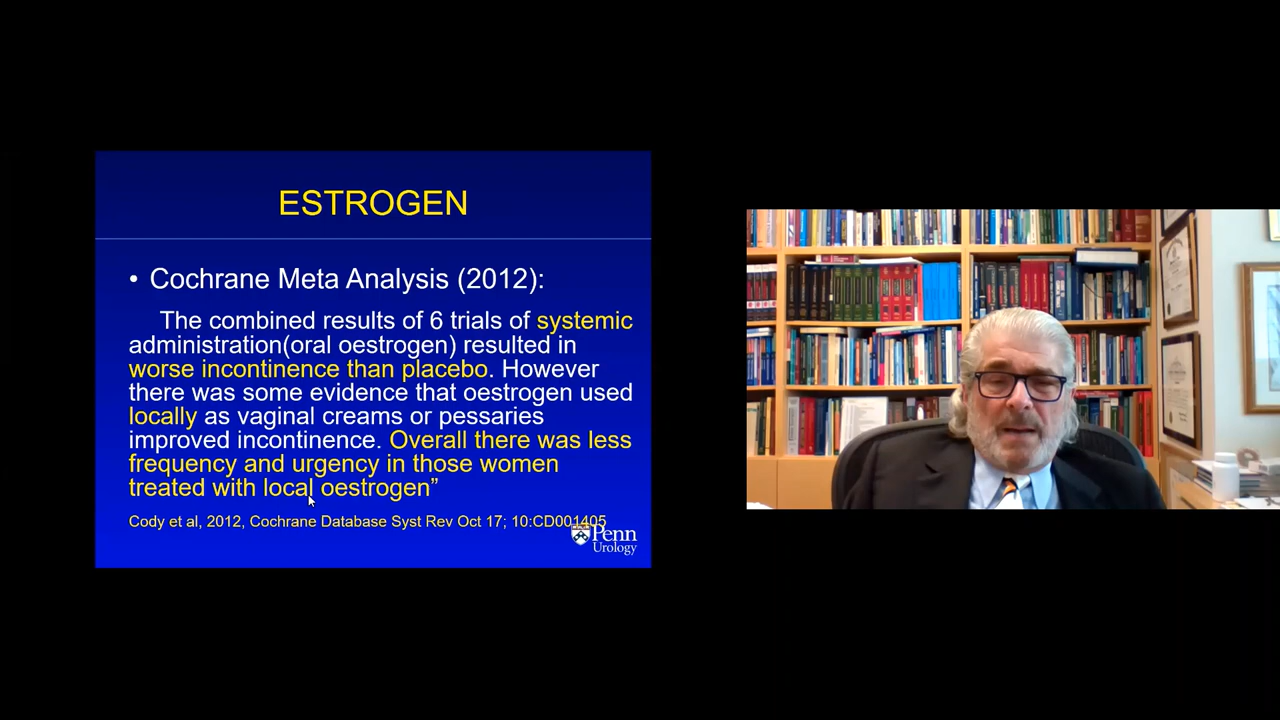 ESTROGEN
• Cochrane Meta Analysis (2012):
The combined results of 6 trials of systemic
administration(oral oestrogen) resulted in
worse incontinence than placebo. However
there was some evidence that oestrogen used
locally as vaginal creams or pessaries
improved incontinence. Overall there was less
frequency and urgency in those women
treated with local oestrogen”
Cody et al, 2012, Cochrane Database Syst Rev Oct 17; 10:CD001405
Penn
Urology